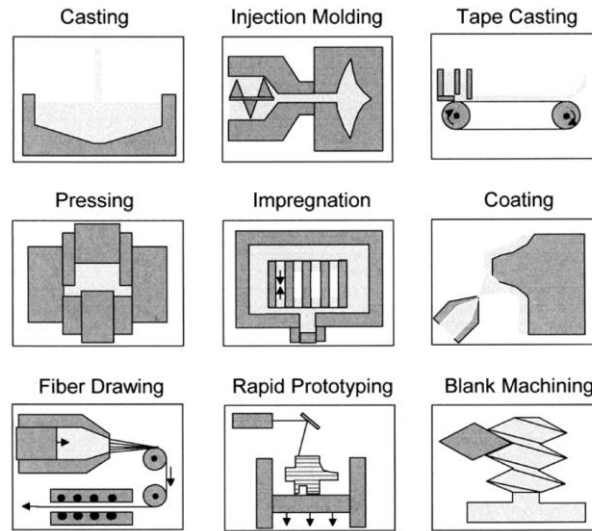 Casting
Injection Molding
Tape Casting
Pressing
Impregnation
Coating
Fiber Drawing
Rapid Prototyping
Blank Machining